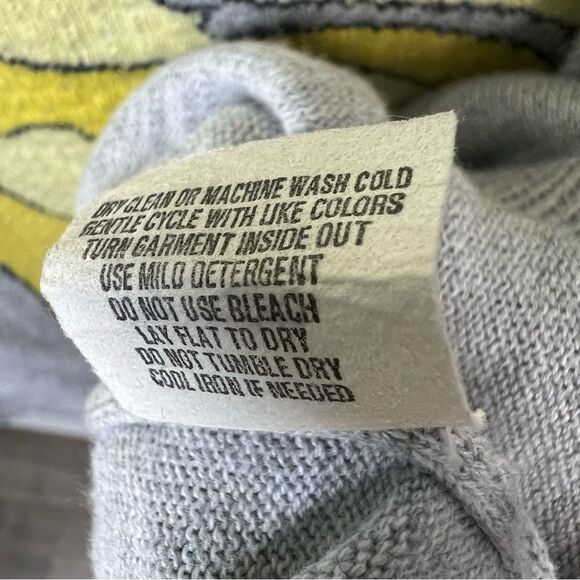 DRY CLEAN OR MACHINE WASH COLD
GENTLE CYCLE WITH LIKE COLORS
TURN GARMENT INSIDE OUT
USE MILD DETERGENT
DO NOT USE BLEACH
LAY FLAT TO DRY
DO NOT TUMBLE DRY
COOL IRON IF NEEDED